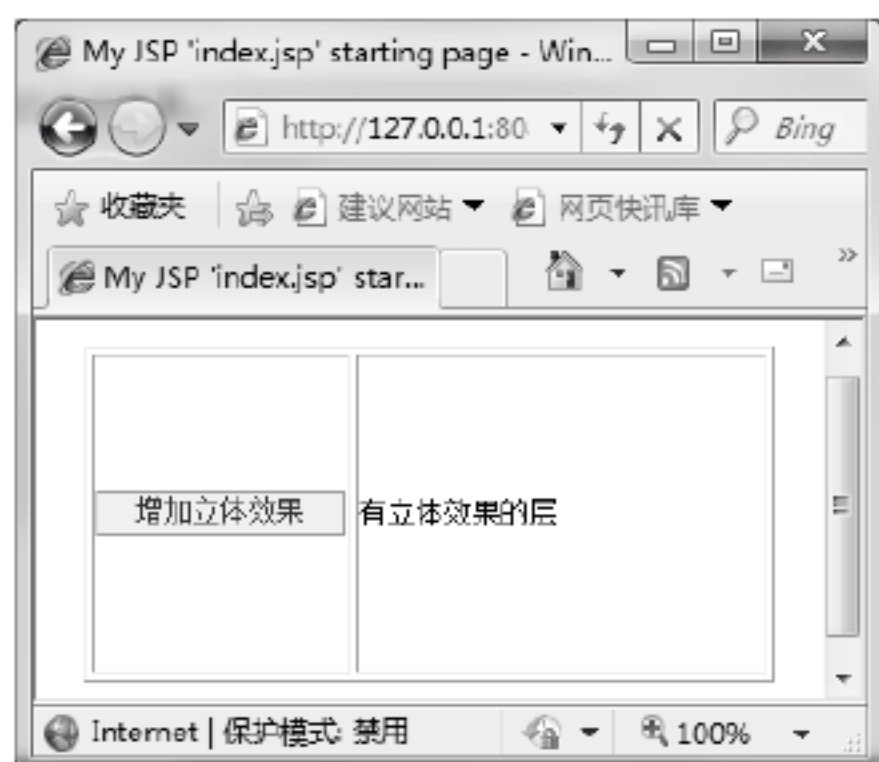 My JSP 'index.jsp' starting page - Win...
http://127.0.0.1:80
Bing
收藏夹
建议网站
网页快讯库
My JSP 'index.jsp' star...
增加立体效果
有立体效果的层
Internet | 保护模式: 禁用
100%